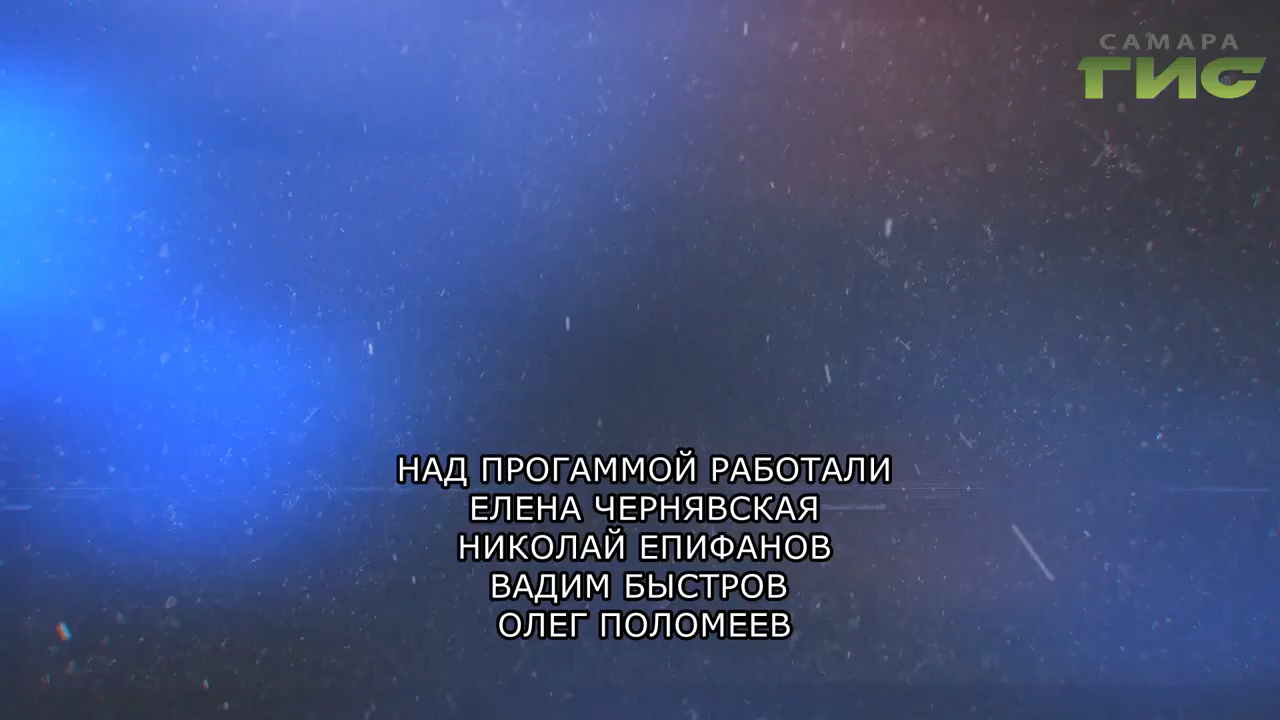 САМАРА
ГИС
НАД ПРОГАММОЙ РАБОТАЛИ
ЕЛЕНА ЧЕРНЯВСКАЯ
НИКОЛАЙ ЕПИФАНОВ
ВАДИМ БЫСТРОВ
ОЛЕГ ПОЛОМЕЕВ